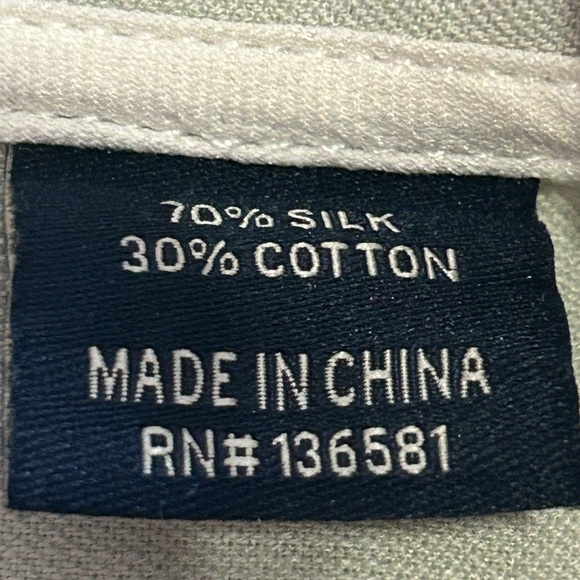 70% SILK
30% COTTON
MADE IN CHINA
RN# 136581